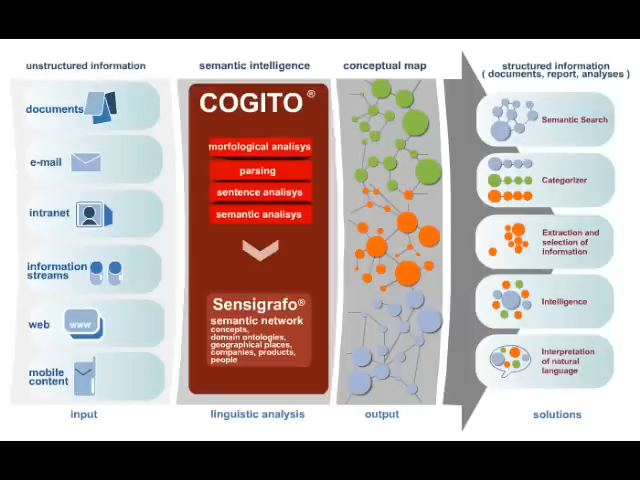 unstructured information
semantic intelligence
conceptual map
structured information
( documents, report, analyses )
documents
e-mail
intranet
information
streams
web
www
mobile
content
COGITO ®
morfological analisys
parsing
sentence analisys
semantic analisys
Sensigrafo®
semantic network
concepts,
domain ontologies,
geographical places,
companies, products,
people
Semantic Search
Categorizer
Extraction and
selection of
information
Intelligence
Interpretation
of natural
language
input
linguistic analysis
output
solutions